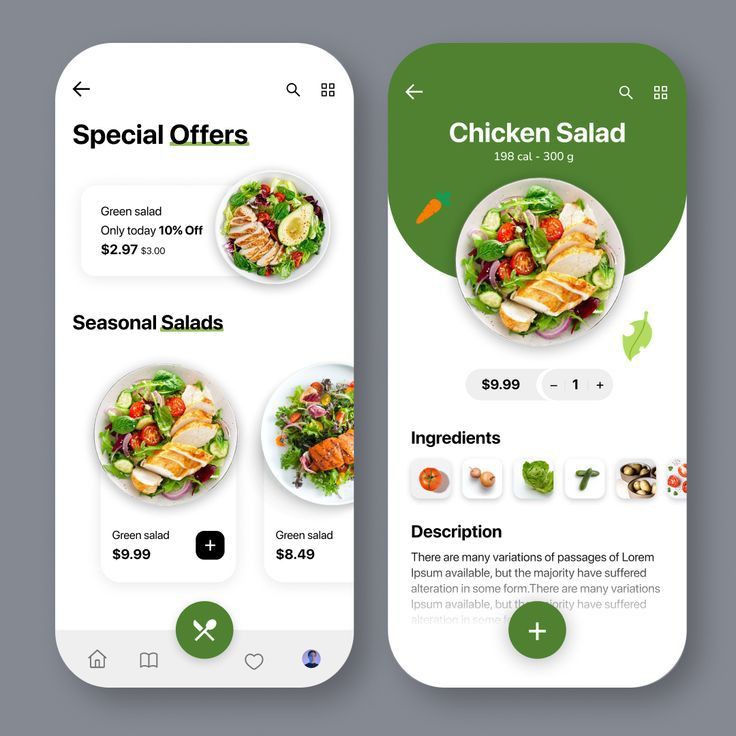 Special Offers
Green salad
Only today 10% Off
$2.97 $3.00
Seasonal Salads
Green salad
$9.99
+
Green salad
$8.49
Chicken Salad
198 cal - 300 g
$9.99 − 1 +
Ingredients
Description
There are many variations of passages of Lorem
Ipsum available, but the majority have suffered
alteration in some form.There are many variations
Ipsum available, but the majority have suffered
alteration in some
+